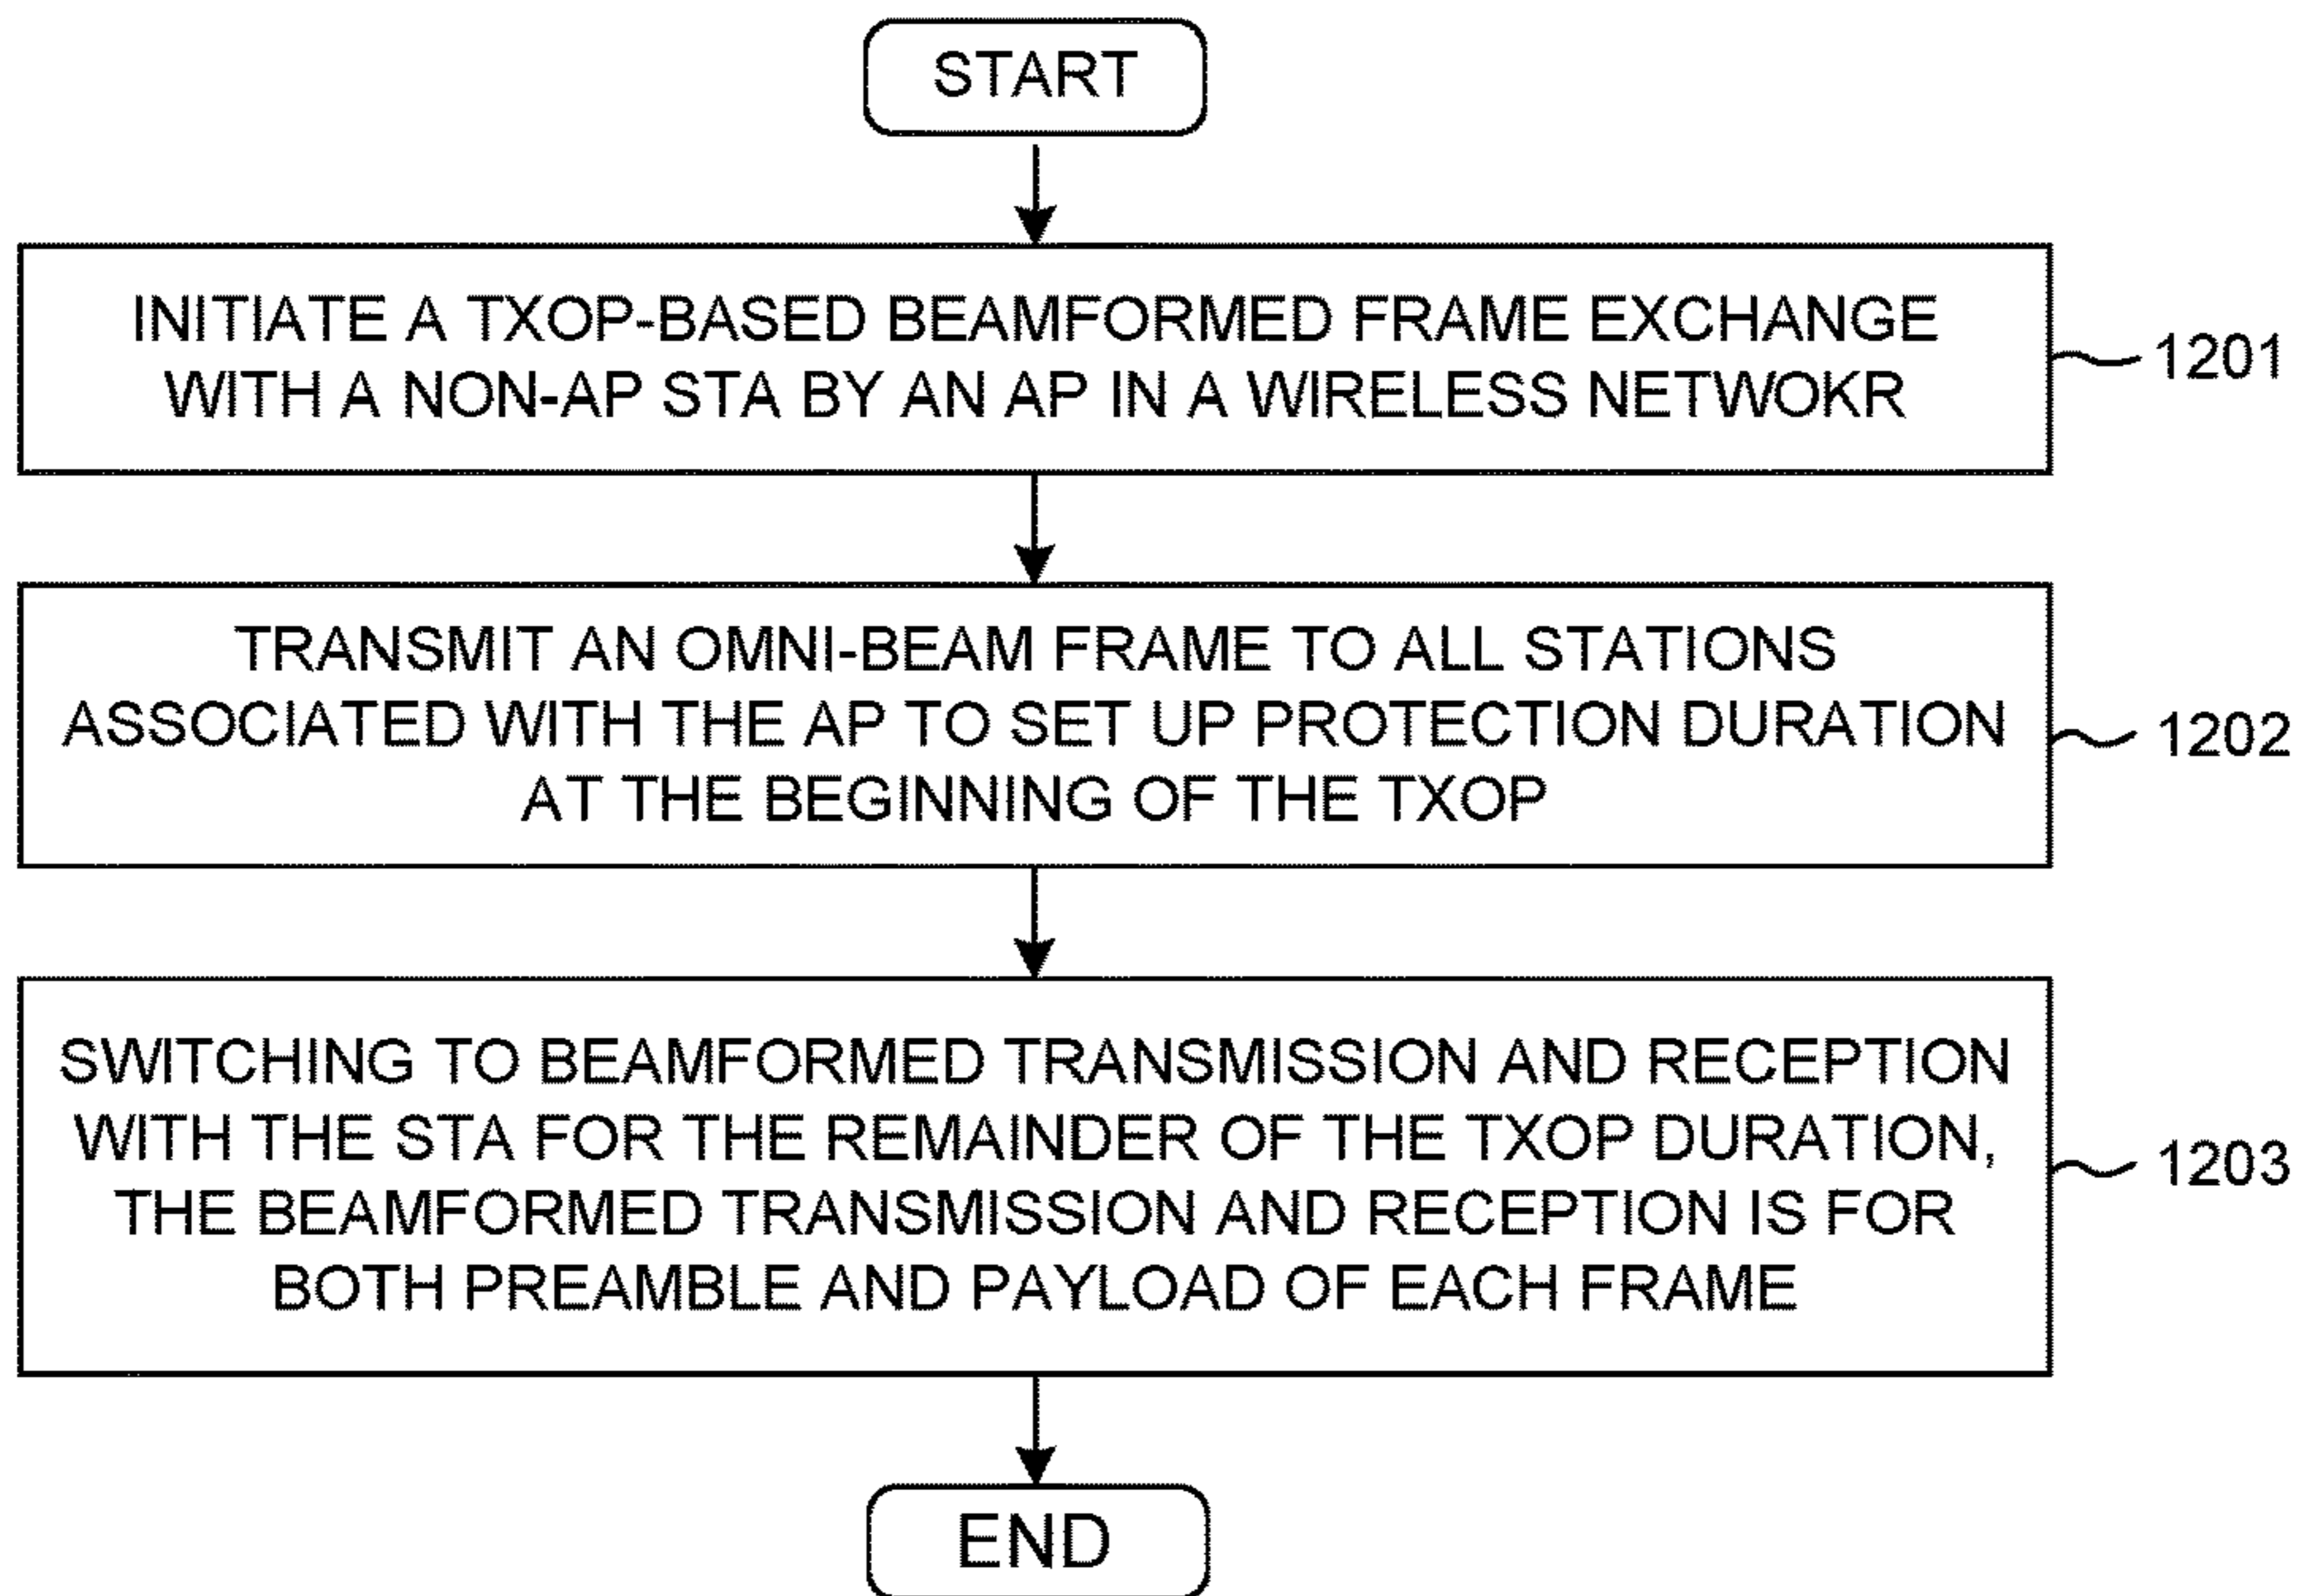 START
INITIATE A TXOP-BASED BEAMFORMED FRAME EXCHANGE
WITH A NON-AP STA BY AN AP IN A WIRELESS NETWOKR
1201
TRANSMIT AN OMNI-BEAM FRAME TO ALL STATIONS
ASSOCIATED WITH THE AP TO SET UP PROTECTION DURATION
AT THE BEGINNING OF THE TXOP
1202
SWITCHING TO BEAMFORMED TRANSMISSION AND RECEPTION
WITH THE STA FOR THE REMAINDER OF THE TXOP DURATION,
THE BEAMFORMED TRANSMISSION AND RECEPTION IS FOR
BOTH PREAMBLE AND PAYLOAD OF EACH FRAME
1203
END